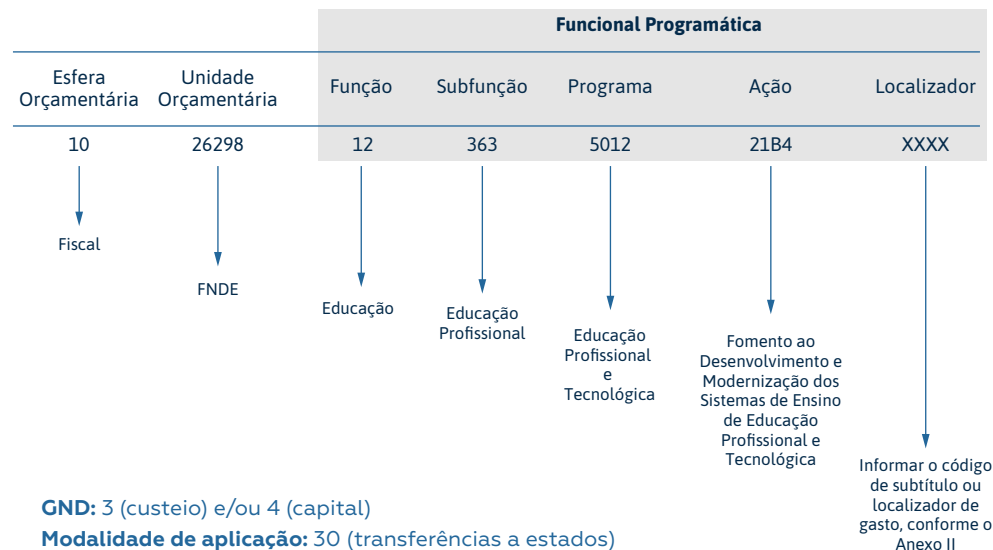 Funcional Programática
Esfera
Orçamentária
Unidade
Orçamentária
Função
Subfunção
Programa
Ação
Localizador
10
26298
12
363
5012
21B4
XXXX
Fiscal
FNDE
Educação
Educação
Profissional
Educação
Profissional
e
Tecnológica
Fomento ao
Desenvolvimento e
Modernização dos
Sistemas de Ensino
de Educação
Profissional e
Tecnológica
Informar o código
de subtítulo ou
localizador de
gasto, conforme o
Anexo II
GND: 3 (custeio) e/ou 4 (capital)
Modalidade de aplicação: 30 (transferências a estados)